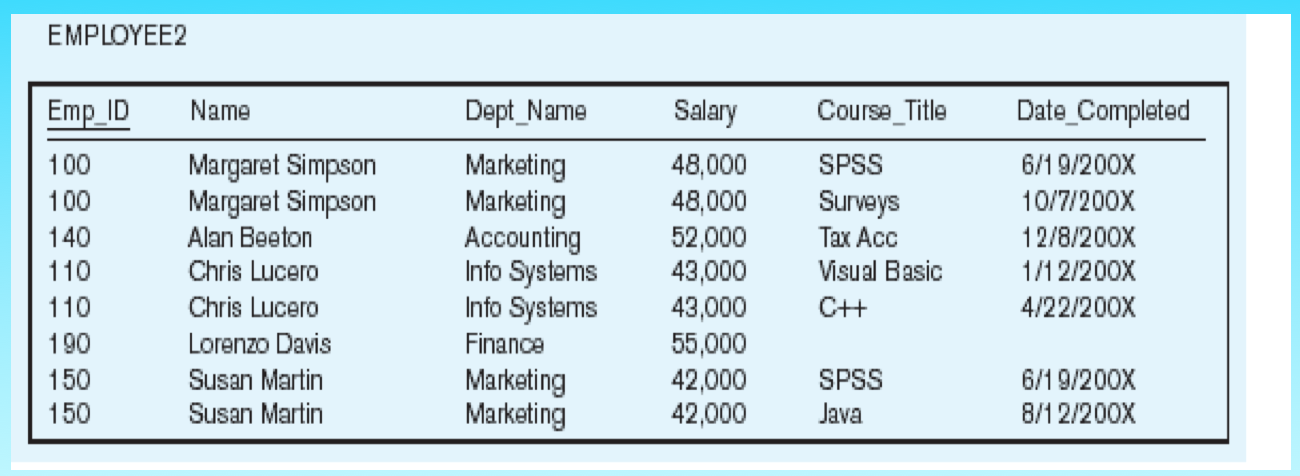 EMPLOYEE2
Emp_ID Name Dept_Name Salary Course_Title Date_Completed
100 Margaret Simpson Marketing 48,000 SPSS 6/19/200X
100 Margaret Simpson Marketing 48,000 Surveys 10/7/200X
140 Alan Beeton Accounting 52,000 Tax Acc 12/8/200X
110 Chris Lucero Info Systems 43,000 Visual Basic 1/12/200X
110 Chris Lucero Info Systems 43,000 C++ 4/22/200X
190 Lorenzo Davis Finance 55,000
150 Susan Martin Marketing 42,000 SPSS 6/19/200X
150 Susan Martin Marketing 42,000 Java 8/12/200X